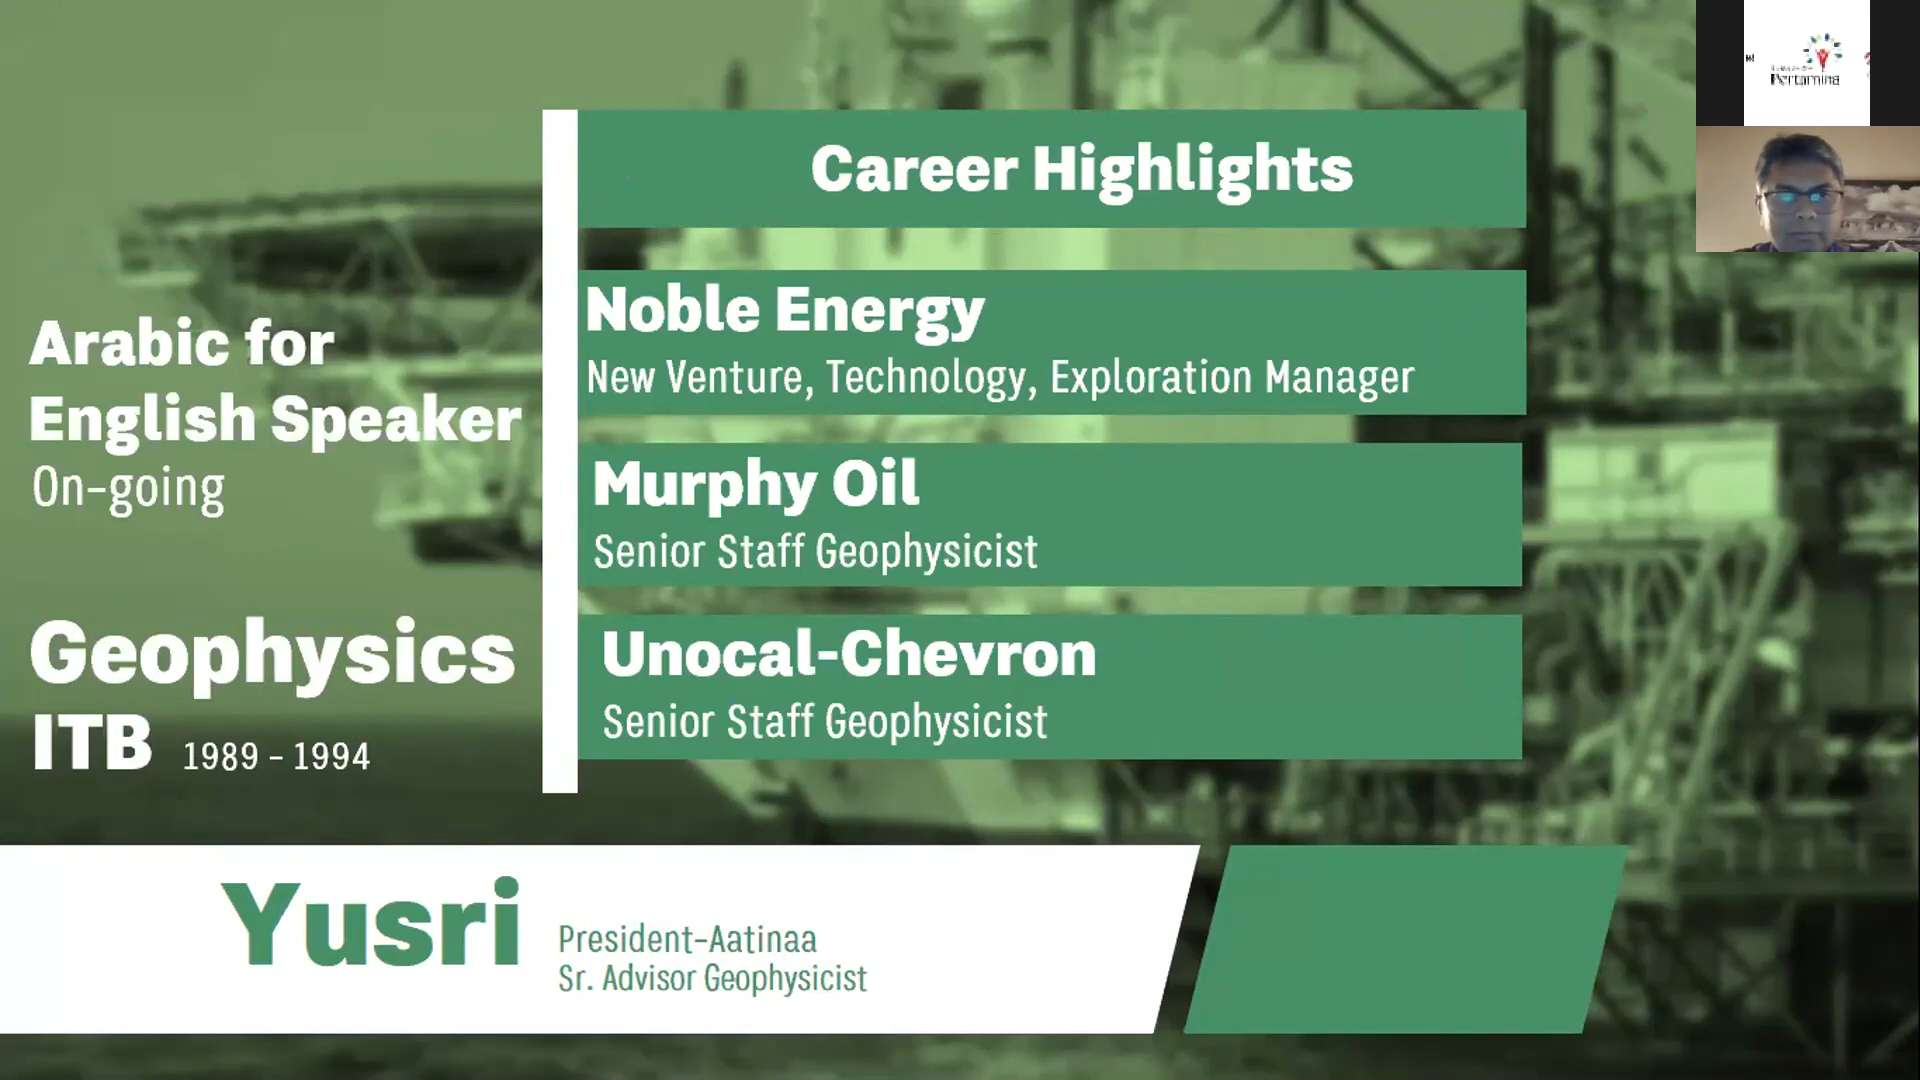 Career Highlights
Noble Energy
New Venture, Technology, Exploration Manager
Murphy Oil
Senior Staff Geophysicist
Unocal-Chevron
Senior Staff Geophysicist
Arabic for
English Speaker
On-going
Geophysics
ITB 1989 - 1994
Yusri
President-Aatinaa
Sr. Advisor Geophysicist
Pertamina